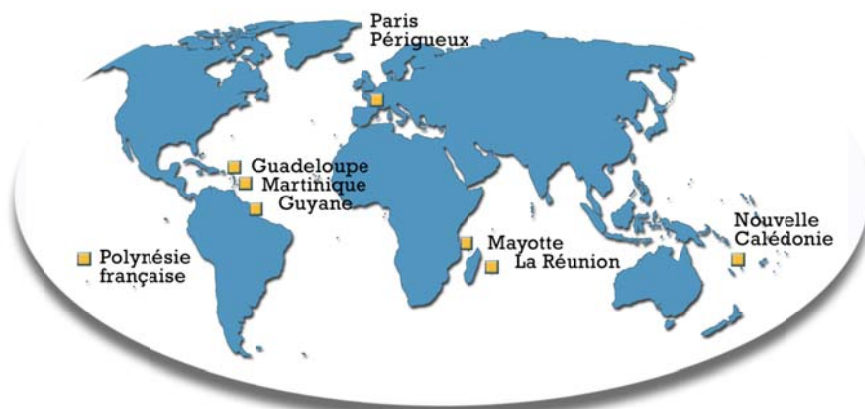 Paris
Périgueux
Guadeloupe
Martinique
Guyane
Polynésie
française
Mayotte
La Réunion
Nouvelle
Calédonie